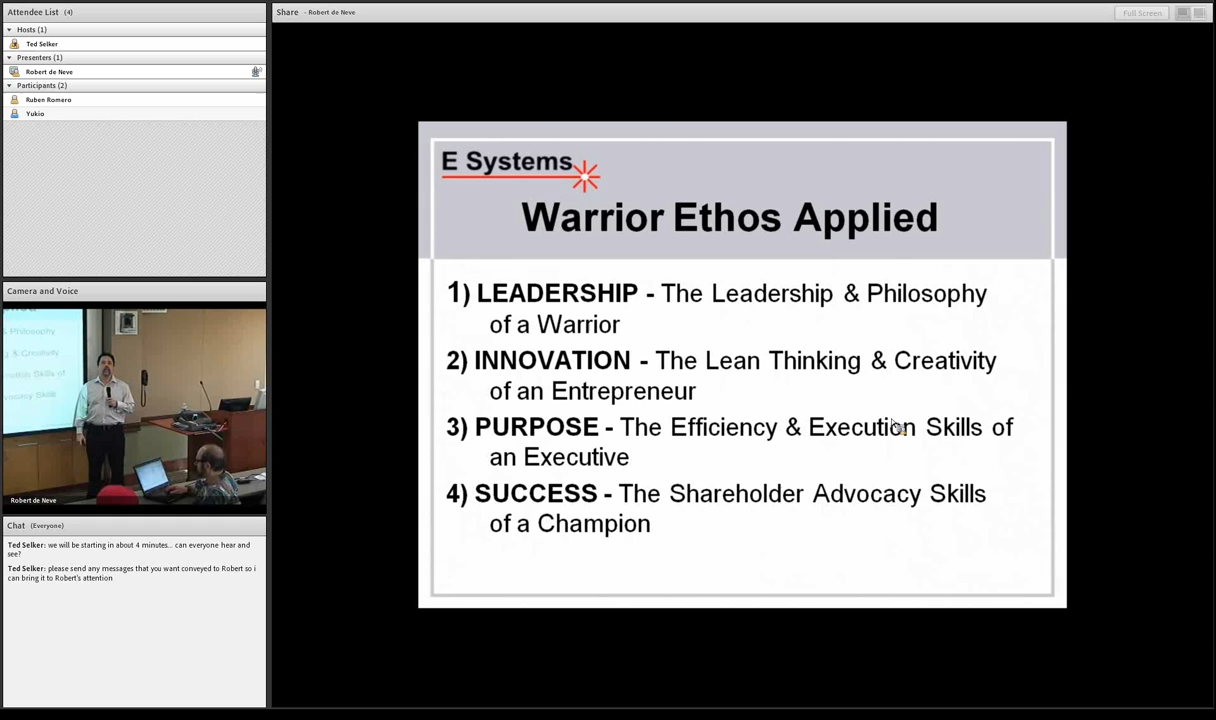 Attendee List (4)
Hosts (1)
Ted Selker
Presenters (1)
Robert de Neve
Participants (2)
Ruben Romero
Yukio
Camera and Voice
& Philosophy
& Creativity
Skills of
Robert de Neve
Chat (Everyone)
Ted Selker: we will be starting in about 4 minutes... can everyone hear and
see?
Ted Selker: please send any messages that you want conveyed to Robert so i
can bring it to Robert's attention
Share - Robert de Neve
Full Screen
E Systems
Warrior Ethos Applied
1) LEADERSHIP - The Leadership & Philosophy
of a Warrior
2) INNOVATION - The Lean Thinking & Creativity
of an Entrepreneur
3) PURPOSE - The Efficiency & Execution Skills of
an Executive
4) SUCCESS - The Shareholder Advocacy Skills
of a Champion